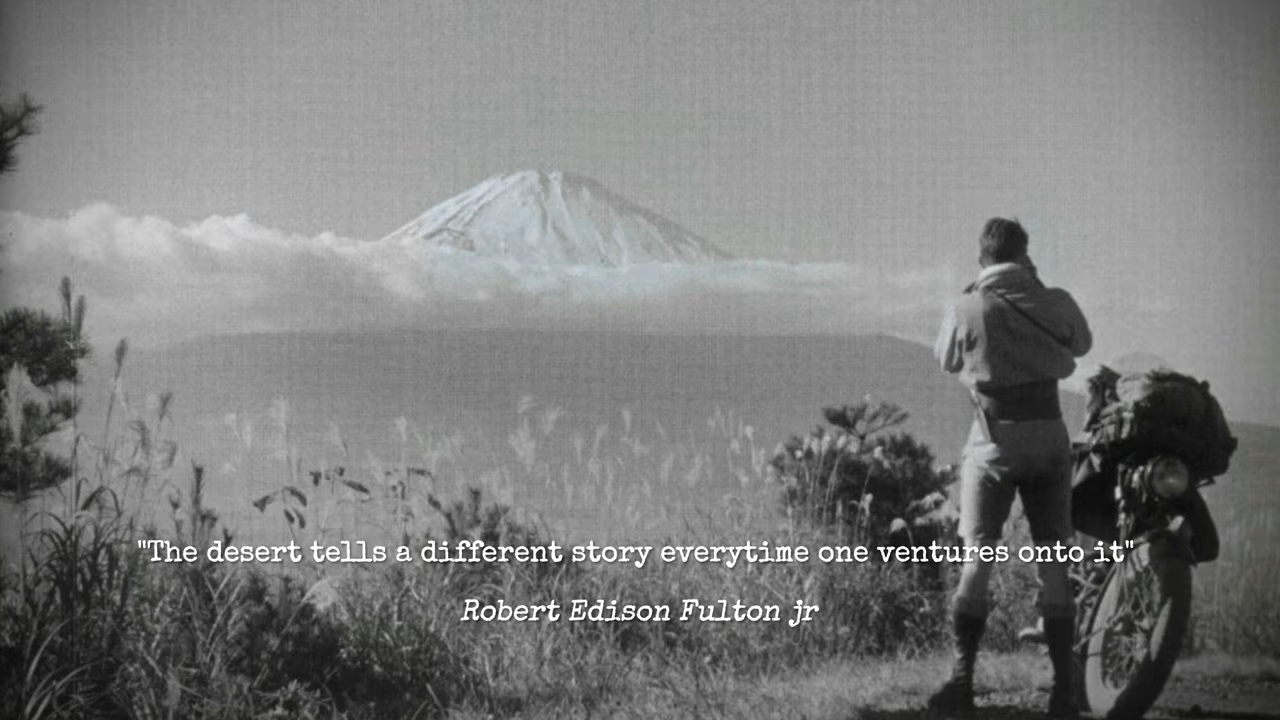 "The desert tells a different story everytime one ventures onto it"
Robert Edison Fulton jr